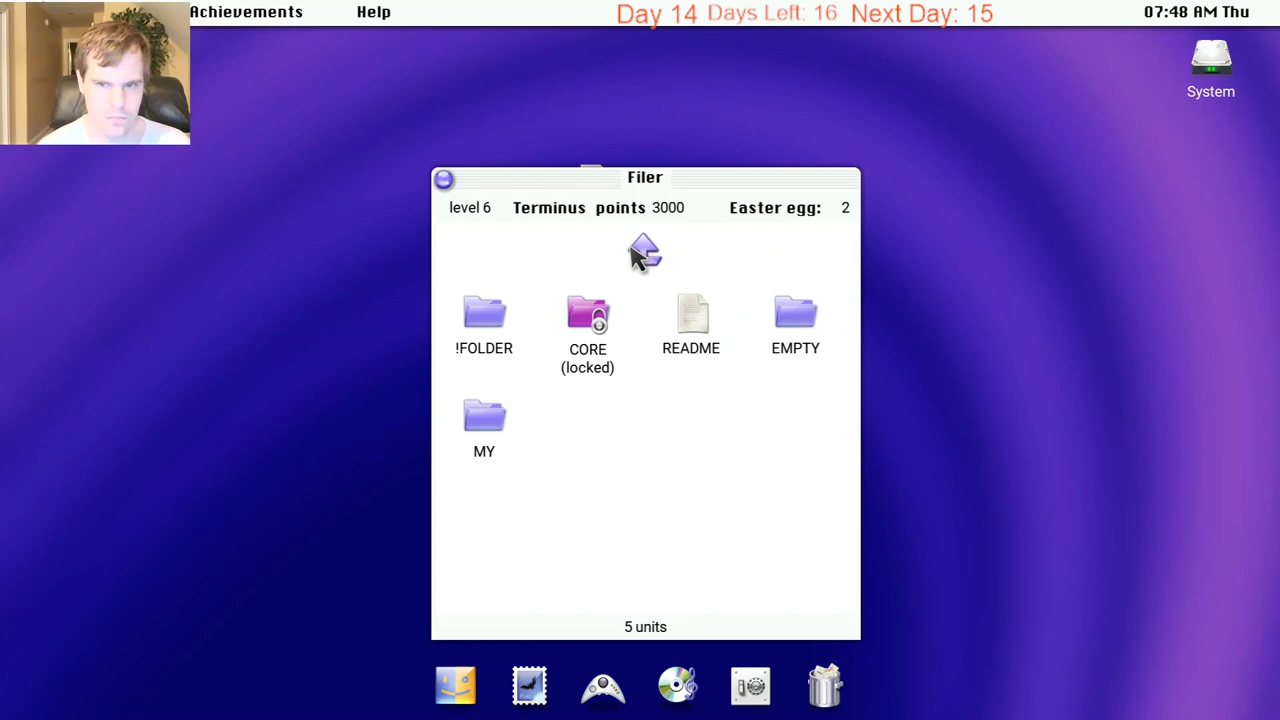 Achievements Help Day 14 Days Left: 16 Next Day: 15 07:48 AM Thu
System
Filer
level 6 Terminus points 3000 Easter egg: 2
!FOLDER CORE (locked) README EMPTY
MY
5 units